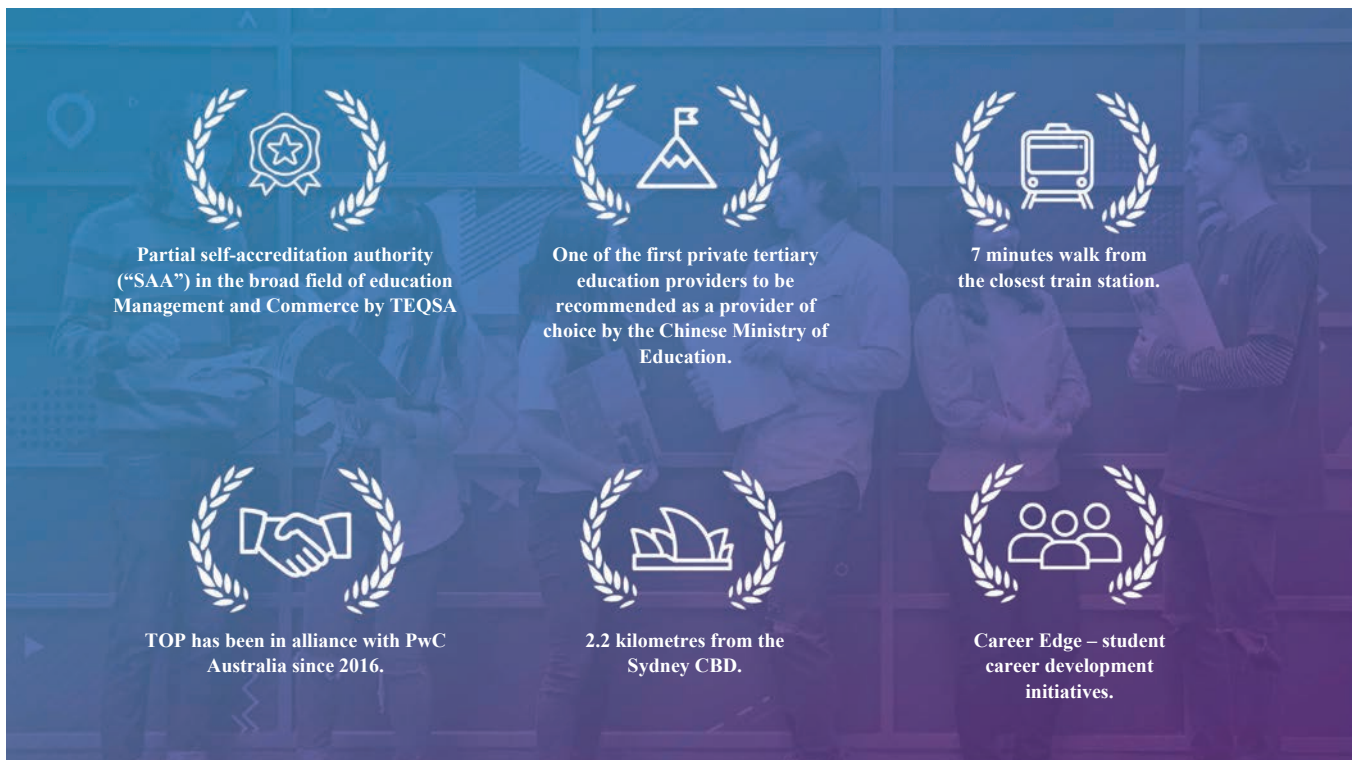 Partial self-accreditation authority
(“SAA”) in the broad field of education
Management and Commerce by TEQSA
One of the first private tertiary
education providers to be
recommended as a provider of
choice by the Chinese Ministry of
Education.
7 minutes walk from
the closest train station.
TOP has been in alliance with PwC
Australia since 2016.
2.2 kilometres from the
Sydney CBD.
Career Edge – student
career development
initiatives.